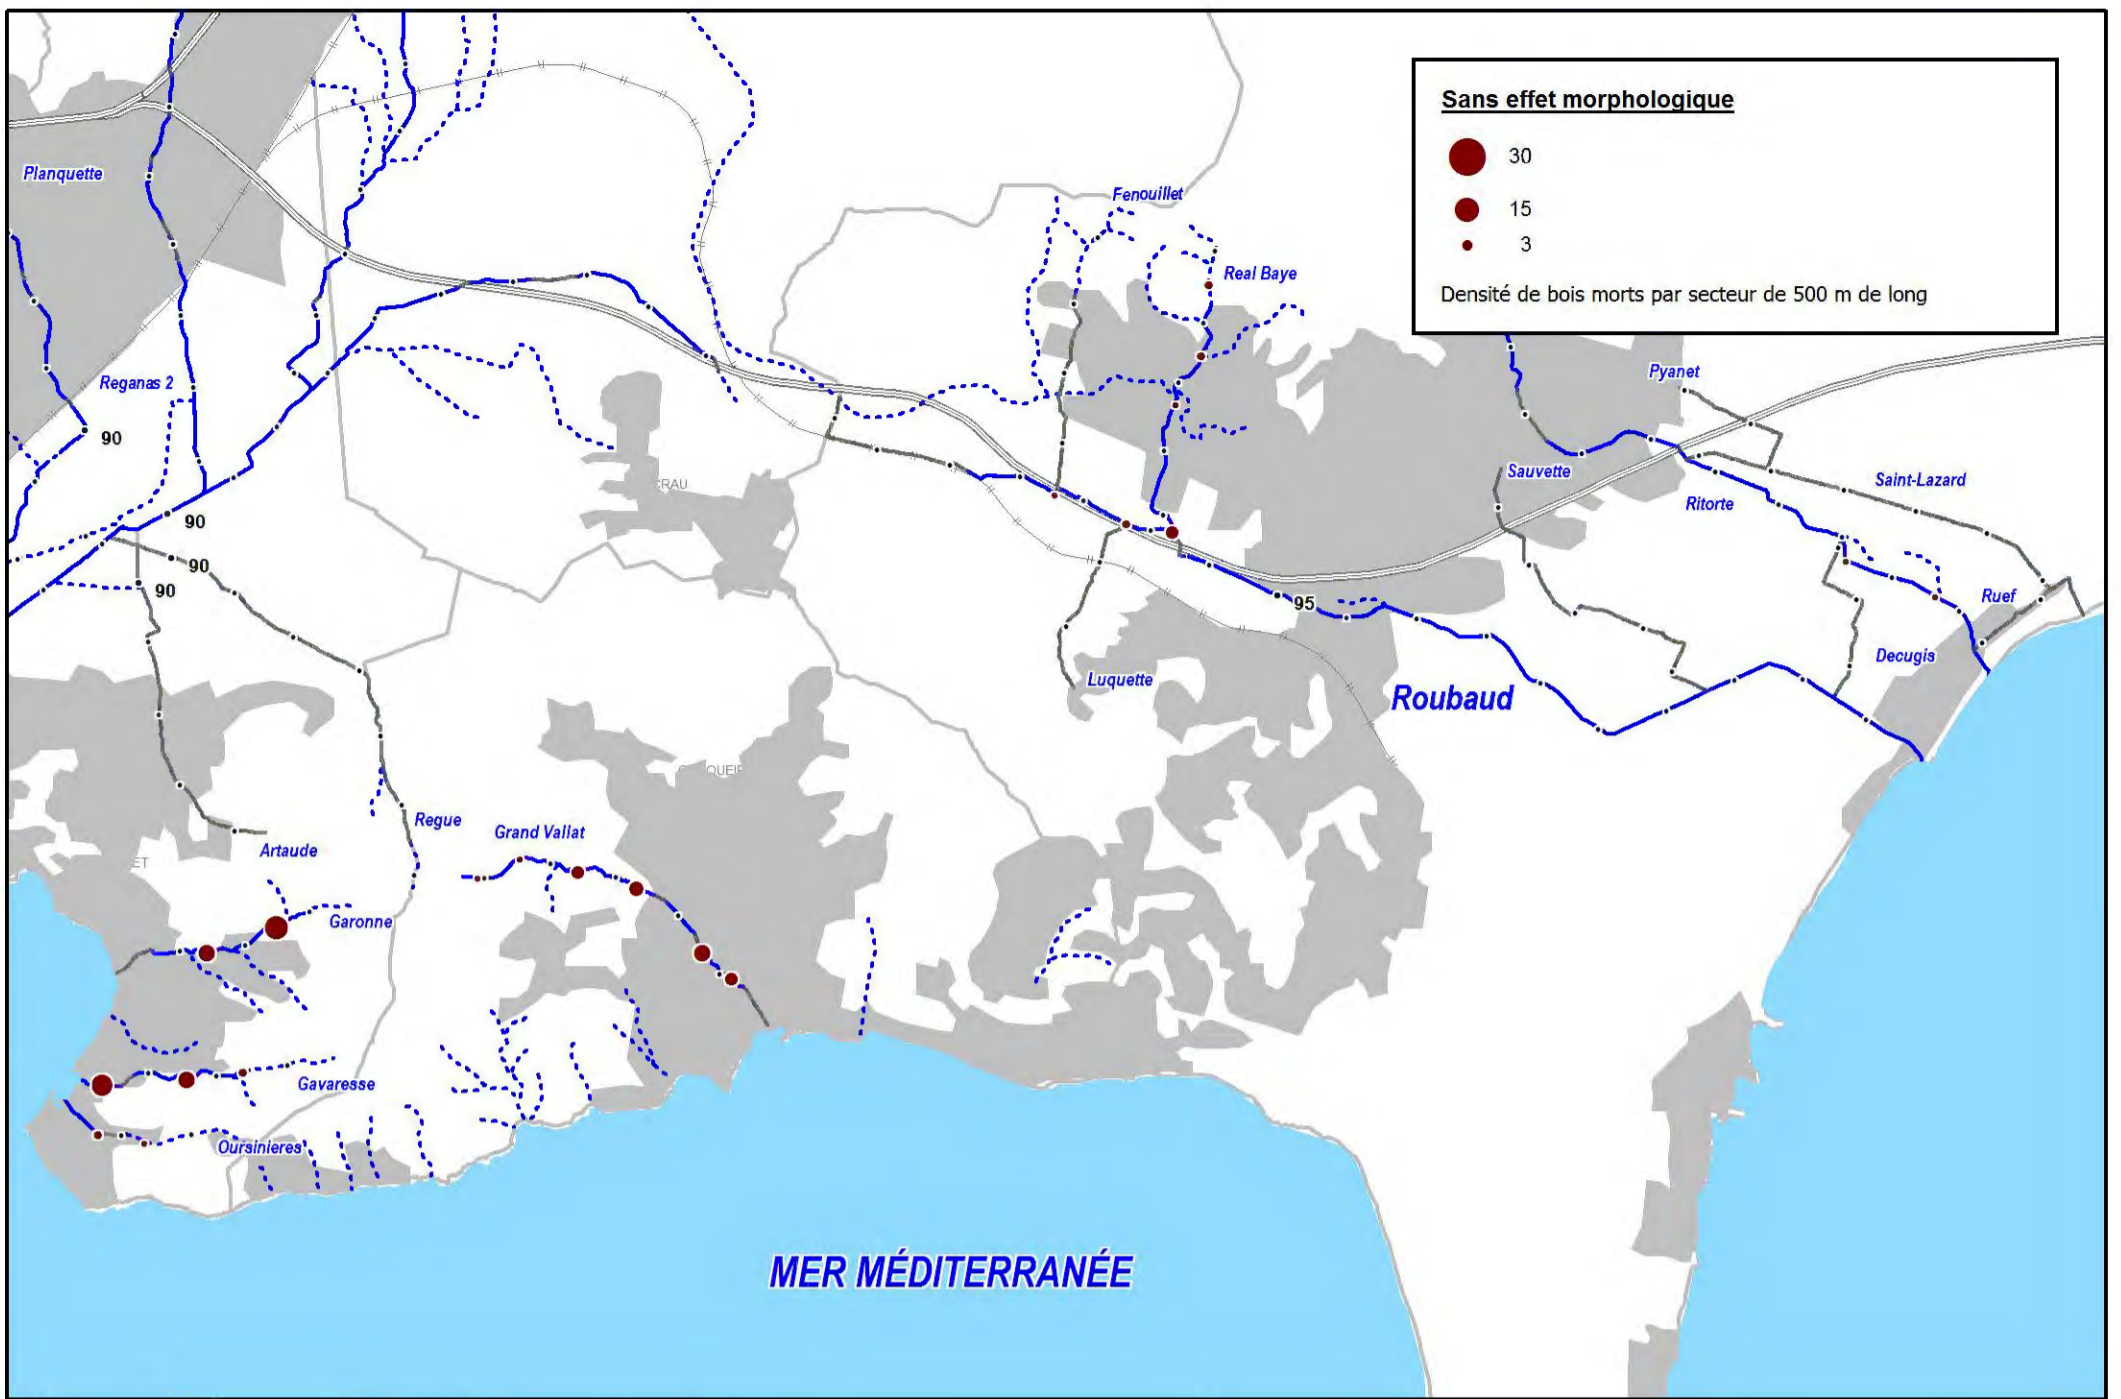 Sans effet morphologique
30
15
3
Densité de bois morts par secteur de 500 m de long
Planquette
Fenouillet
Real Baye
Reganas 2
Pyanet
90
CRAU
Sauvette
Saint-Lazard
Ritorte
90
90
90
95
Ruef
Decugis
Luquette
Roubaud
Regue
Grand Vallat
Artaude
ET
Garonne
Gavaresse
Oursinieres
MER MÉDITERRANÉE